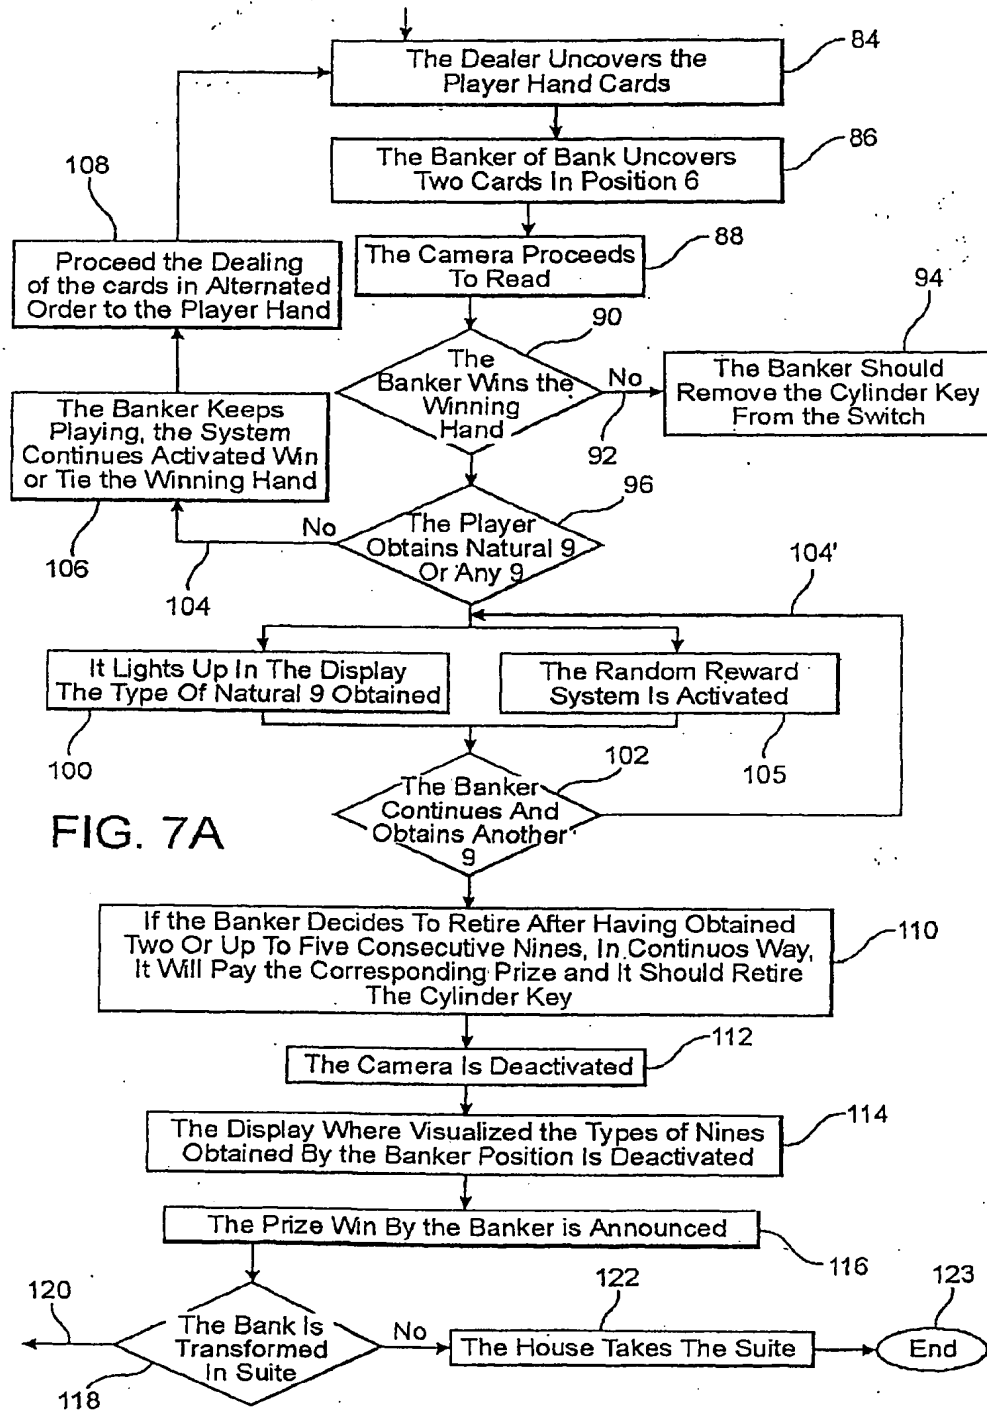 The Dealer Uncovers the
Player Hand Cards
84
The Banker of Bank Uncovers
Two Cards In Position 6
86
108
The Camera Proceeds
To Read
88
Proceed the Dealing
of the cards in Alternated
Order to the Player Hand
94
90
The
Banker Wins the
Winning
Hand
No
92
The Banker Should
Remove the Cylinder Key
From the Switch
The Banker Keeps
Playing, the System
Continues Activated Win
or Tie the Winning Hand
96
The Player
Obtains Natural 9
Or Any 9
No
104
106
104'
It Lights Up In The Display
The Type Of Natural 9 Obtained
100
The Random Reward
System Is Activated
105
102
The Banker
Continues And
Obtains Another
9
FIG. 7A
If the Banker Decides To Retire After Having Obtained
Two Or Up To Five Consecutive Nines, In Continuos Way,
It Will Pay the Corresponding Prize and It Should Retire
The Cylinder Key
110
The Camera Is Deactivated
112
The Display Where Visualized the Types of Nines
Obtained By the Banker Position Is Deactivated
114
The Prize Win By the Banker is Announced
116
120
The Bank Is
Transformed
In Suite
118
No
122
The House Takes The Suite
123
End